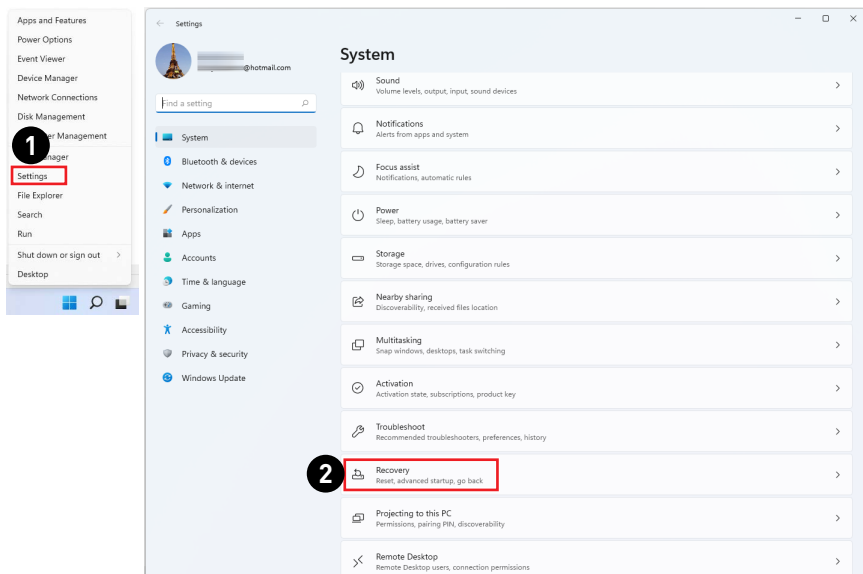 Apps and Features
Power Options
Event Viewer
Device Manager
Network Connections
Disk Management
Management
1
Settings
File Explorer
Search
Run
Shut down or sign out
Desktop
Settings
@hotmail.com
Find a setting
System
Bluetooth & devices
Network & internet
Personalization
Apps
Accounts
Time & language
Gaming
Accessibility
Privacy & security
Windows Update
System
Sound
Volume levels, output, input, sound devices
Notifications
Alerts from apps and system
Focus assist
Notifications, automatic rules
Power
Sleep, battery usage, battery saver
Storage
Storage space, drives, configuration rules
Nearby sharing
Discoverability, received files location
Multitasking
Snap windows, desktops, task switching
Activation
Activation state, subscriptions, product key
Troubleshoot
Recommended troubleshooters, preferences, history
2
Recovery
Reset, advanced startup, go back
Projecting to this PC
Permissions, pairing PIN, discoverability
Remote Desktop
Remote Desktop users, connection permissions